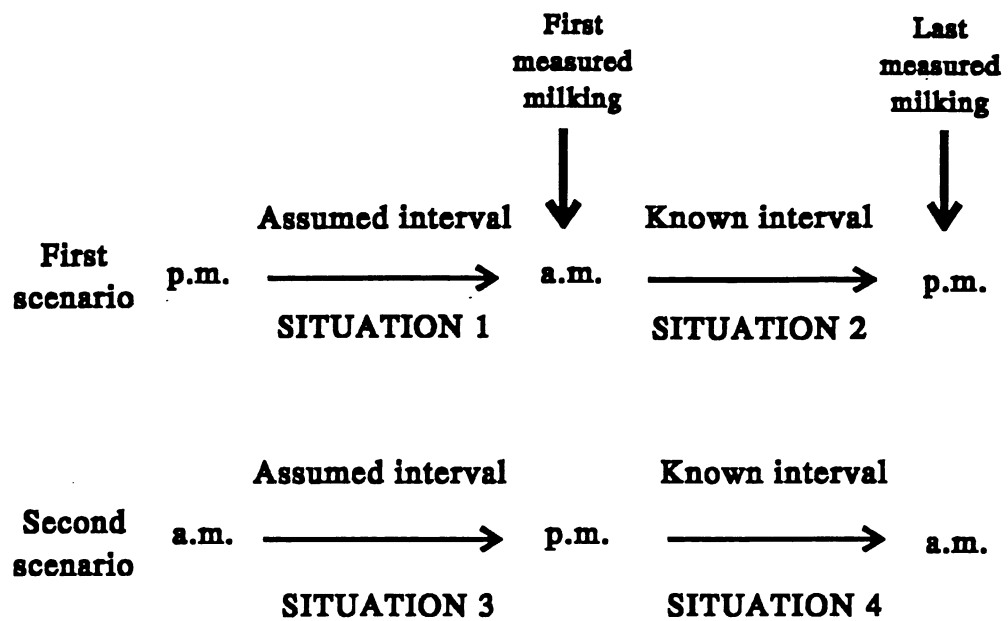 First
measured
milking
Last
measured
milking
Assumed interval
Known interval
First
scenario
p.m.
a.m.
p.m.
SITUATION 1
SITUATION 2
Assumed interval
Known interval
Second
scenario
a.m.
p.m.
a.m.
SITUATION 3
SITUATION 4